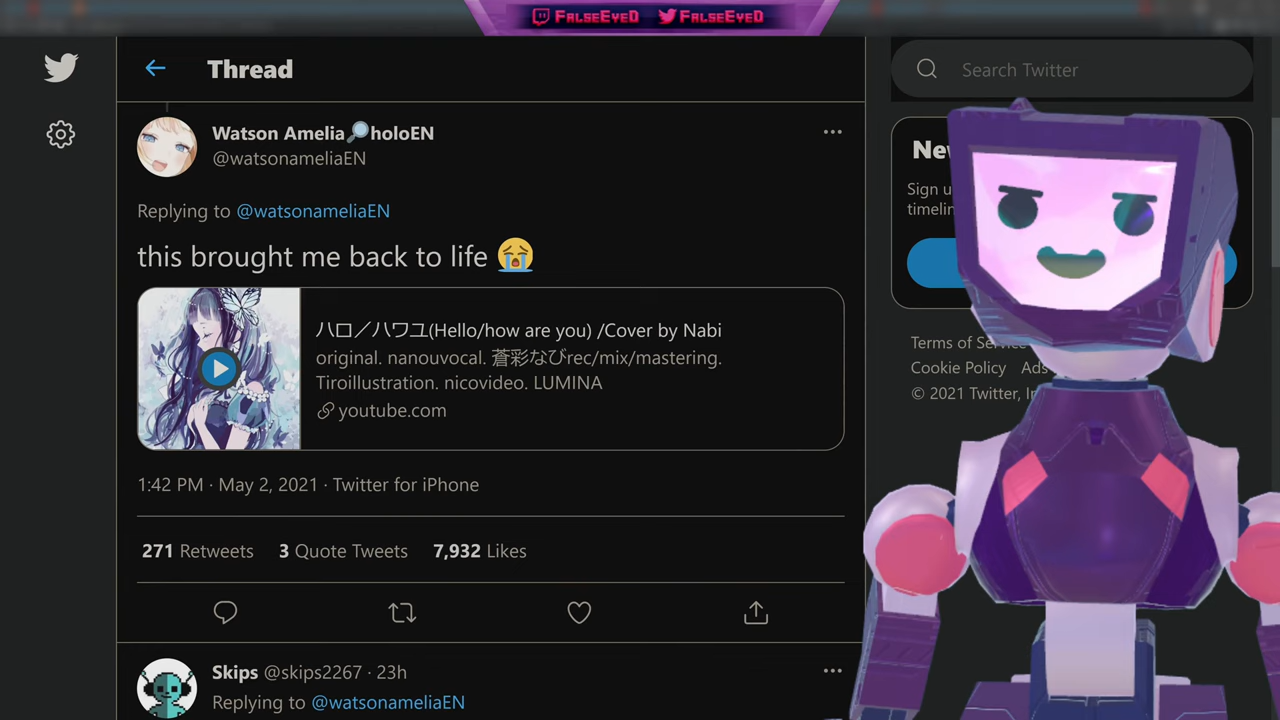 FalseEyeD FalseEyeD
Thread
Search Twitter
Watson Amelia🔎holoEN
@watsonameliaEN
Replying to @watsonameliaEN
this brought me back to life 😭
ハロ／ハワユ(Hello/how are you) /Cover by Nabi
original. nanouvocal. 蒼彩なびrec/mix/mastering.
Tiroillustration. nicovideo. LUMINA
youtube.com
1:42 PM · May 2, 2021 · Twitter for iPhone
271 Retweets 3 Quote Tweets 7,932 Likes
Skips @skips2267 · 23h
Replying to @watsonameliaEN
Sign u
Terms of Service
Cookie Policy Ads
© 2021 Twitter,